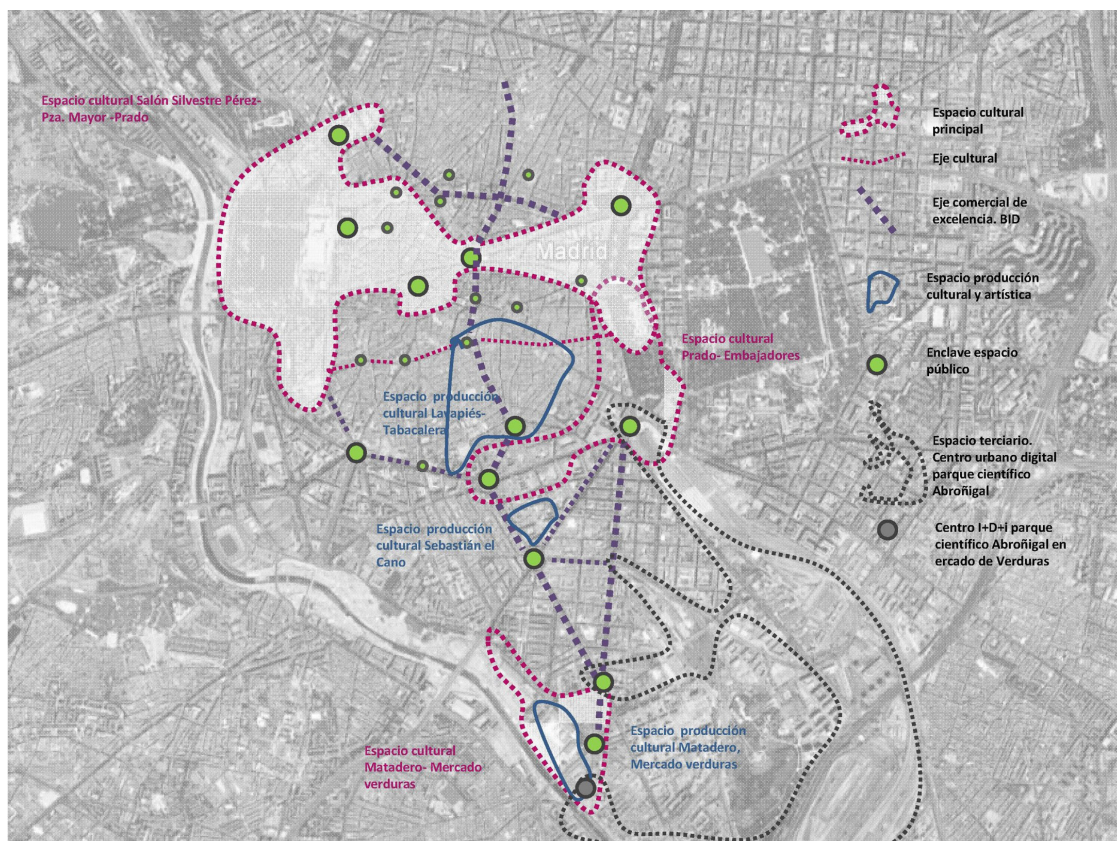 Espacio cultural Salón Silvestre Pérez-
Pza. Mayor -Prado
Madrid
Espacio cultural
Prado- Embajadores
Espacio producción
cultural Lavapiés-
Tabacalera
Espacio producción
cultural Sebastián el
Cano
Espacio cultural
Matadero- Mercado
verduras
Espacio producción
cultural Matadero,
Mercado verduras
Espacio cultural
principal
Eje cultural
Eje comercial de
excelencia. BID
Espacio producción
cultural y artística
Enclave espacio
público
Espacio terciario.
Centro urbano digital
parque científico
Abroñigal
Centro I+D+i parque
científico Abroñigal en
ercado de Verduras